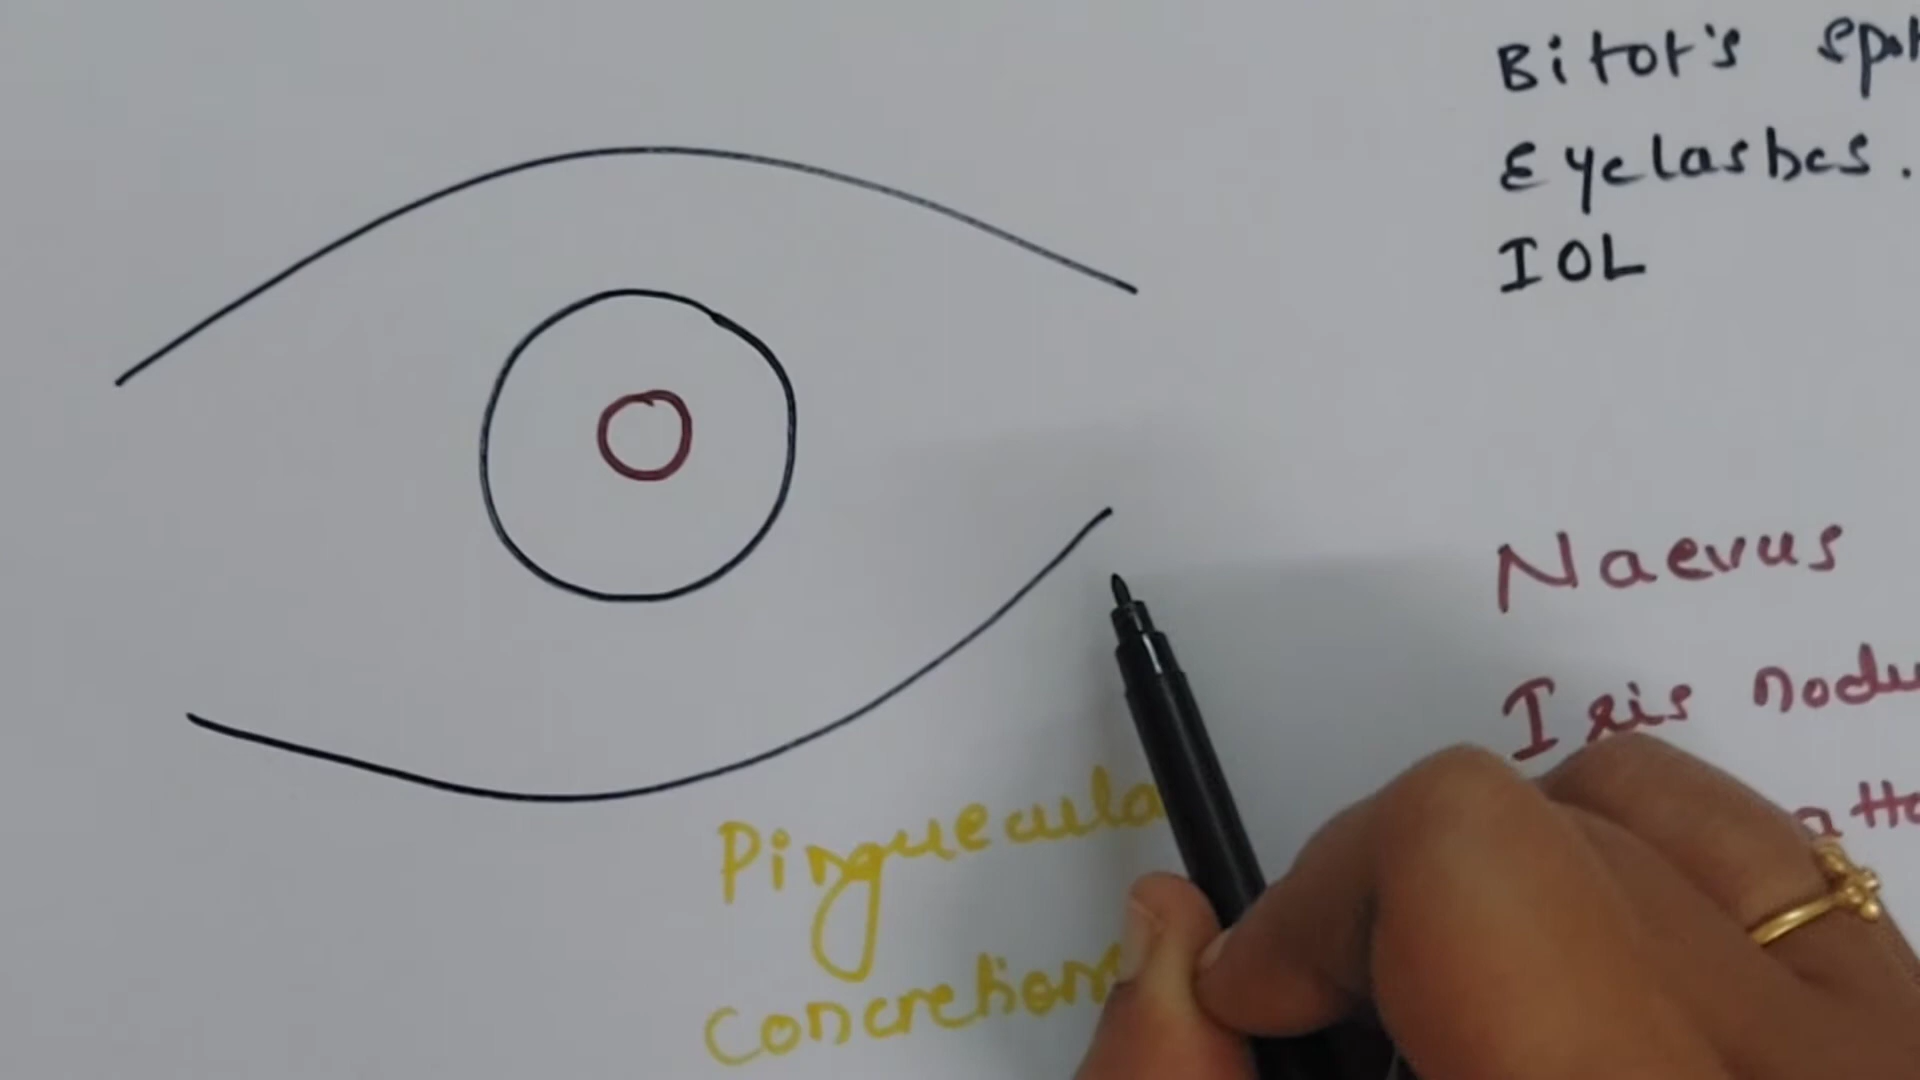 Bitot's
Eyelashes.
IOL
Naevus
Iris
Pinguecula
Concretions